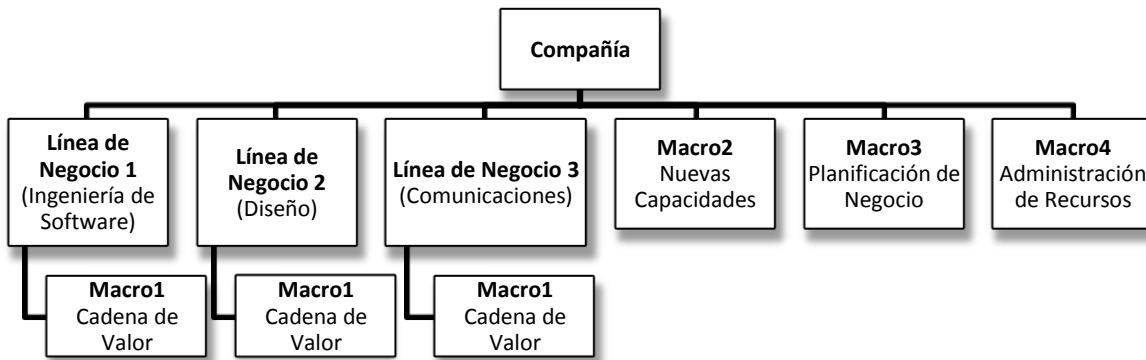 Compañía
Línea de
Negocio 1
(Ingeniería de
Software)
Línea de
Negocio 2
(Diseño)
Línea de Negocio 3
(Comunicaciones)
Macro2
Nuevas
Capacidades
Macro3
Planificación de
Negocio
Macro4
Administración
de Recursos
Macro1
Cadena de
Valor
Macro1
Cadena de
Valor
Macro1
Cadena de
Valor